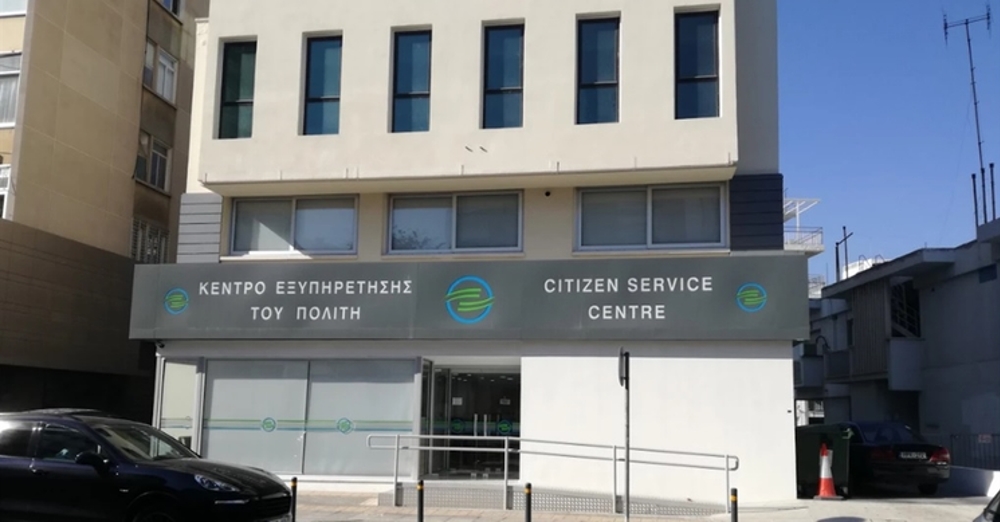 ΚΕΝΤΡΟ ΕΞΥΠΗΡΕΤΗΣΗΣ
ΤΟΥ ΠΟΛΙΤΗ
CITIZEN SERVICE
CENTRE